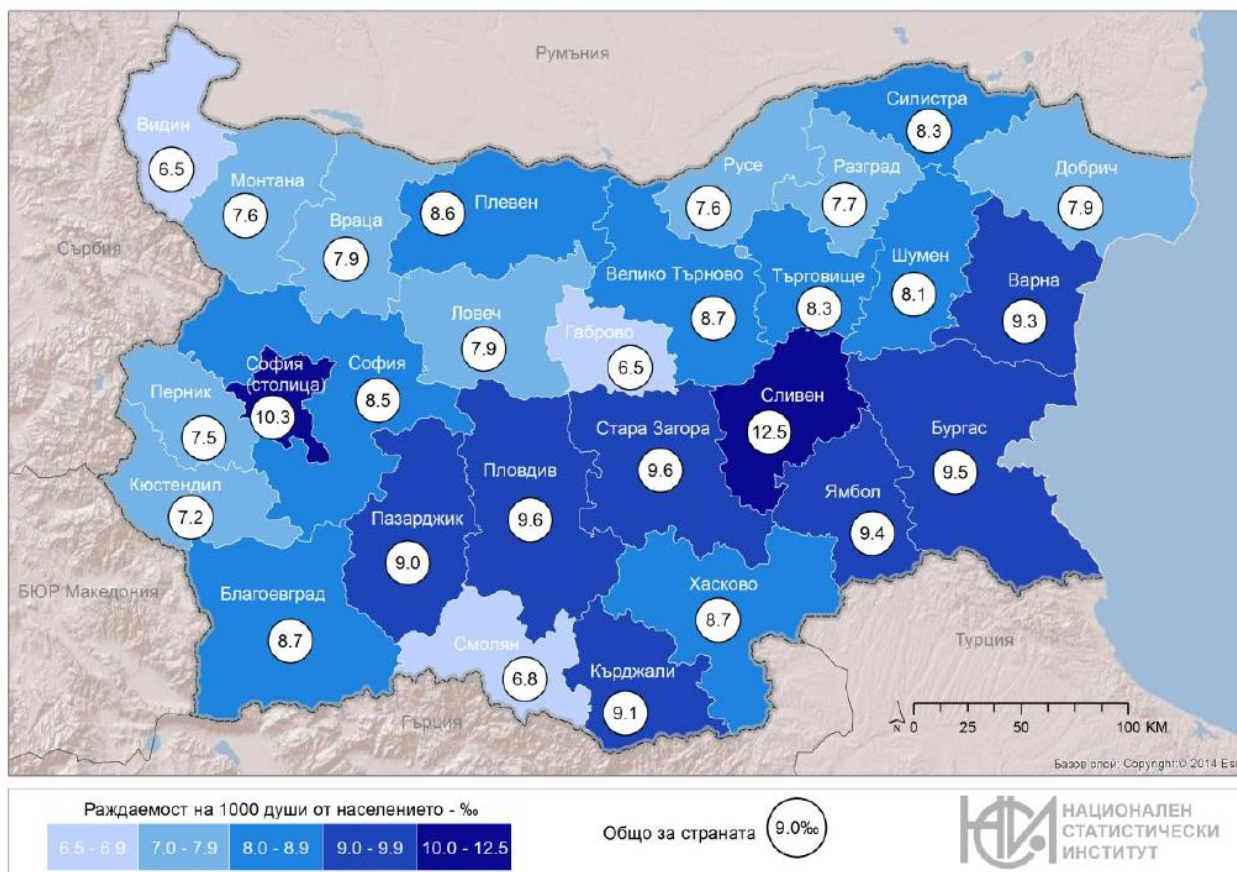 Румъния
Силистра
8.3
Видин
6.5
Русе
7.6
Разград
7.7
Добрич
7.9
Монтана
7.6
Плевен
8.6
Враца
7.9
Сърбия
Шумен
8.1
Велико Търново
8.7
Търговище
8.3
Варна
9.3
Ловеч
7.9
Габрово
6.5
София
(столица)
10.3
София
8.5
Перник
7.5
Сливен
12.5
Стара Загора
9.6
Бургас
9.5
Пловдив
9.6
Кюстендил
7.2
Ямбол
9.4
Пазарджик
9.0
БЮР Македония
Благоевград
8.7
Хасково
8.7
Смолян
6.8
Кърджали
9.1
Турция
Гърция
N
0 25 50 100 KM
Базов слой: Copyright:© 2014 Es
Раждаемост на 1000 души от населението - ‰
6.5 - 6.9 7.0 - 7.9 8.0 - 8.9 9.0 - 9.9 10.0 - 12.5
Общо за страната 9.0‰
НСИ
НАЦИОНАЛЕН
СТАТИСТИЧЕСКИ
ИНСТИТУТ